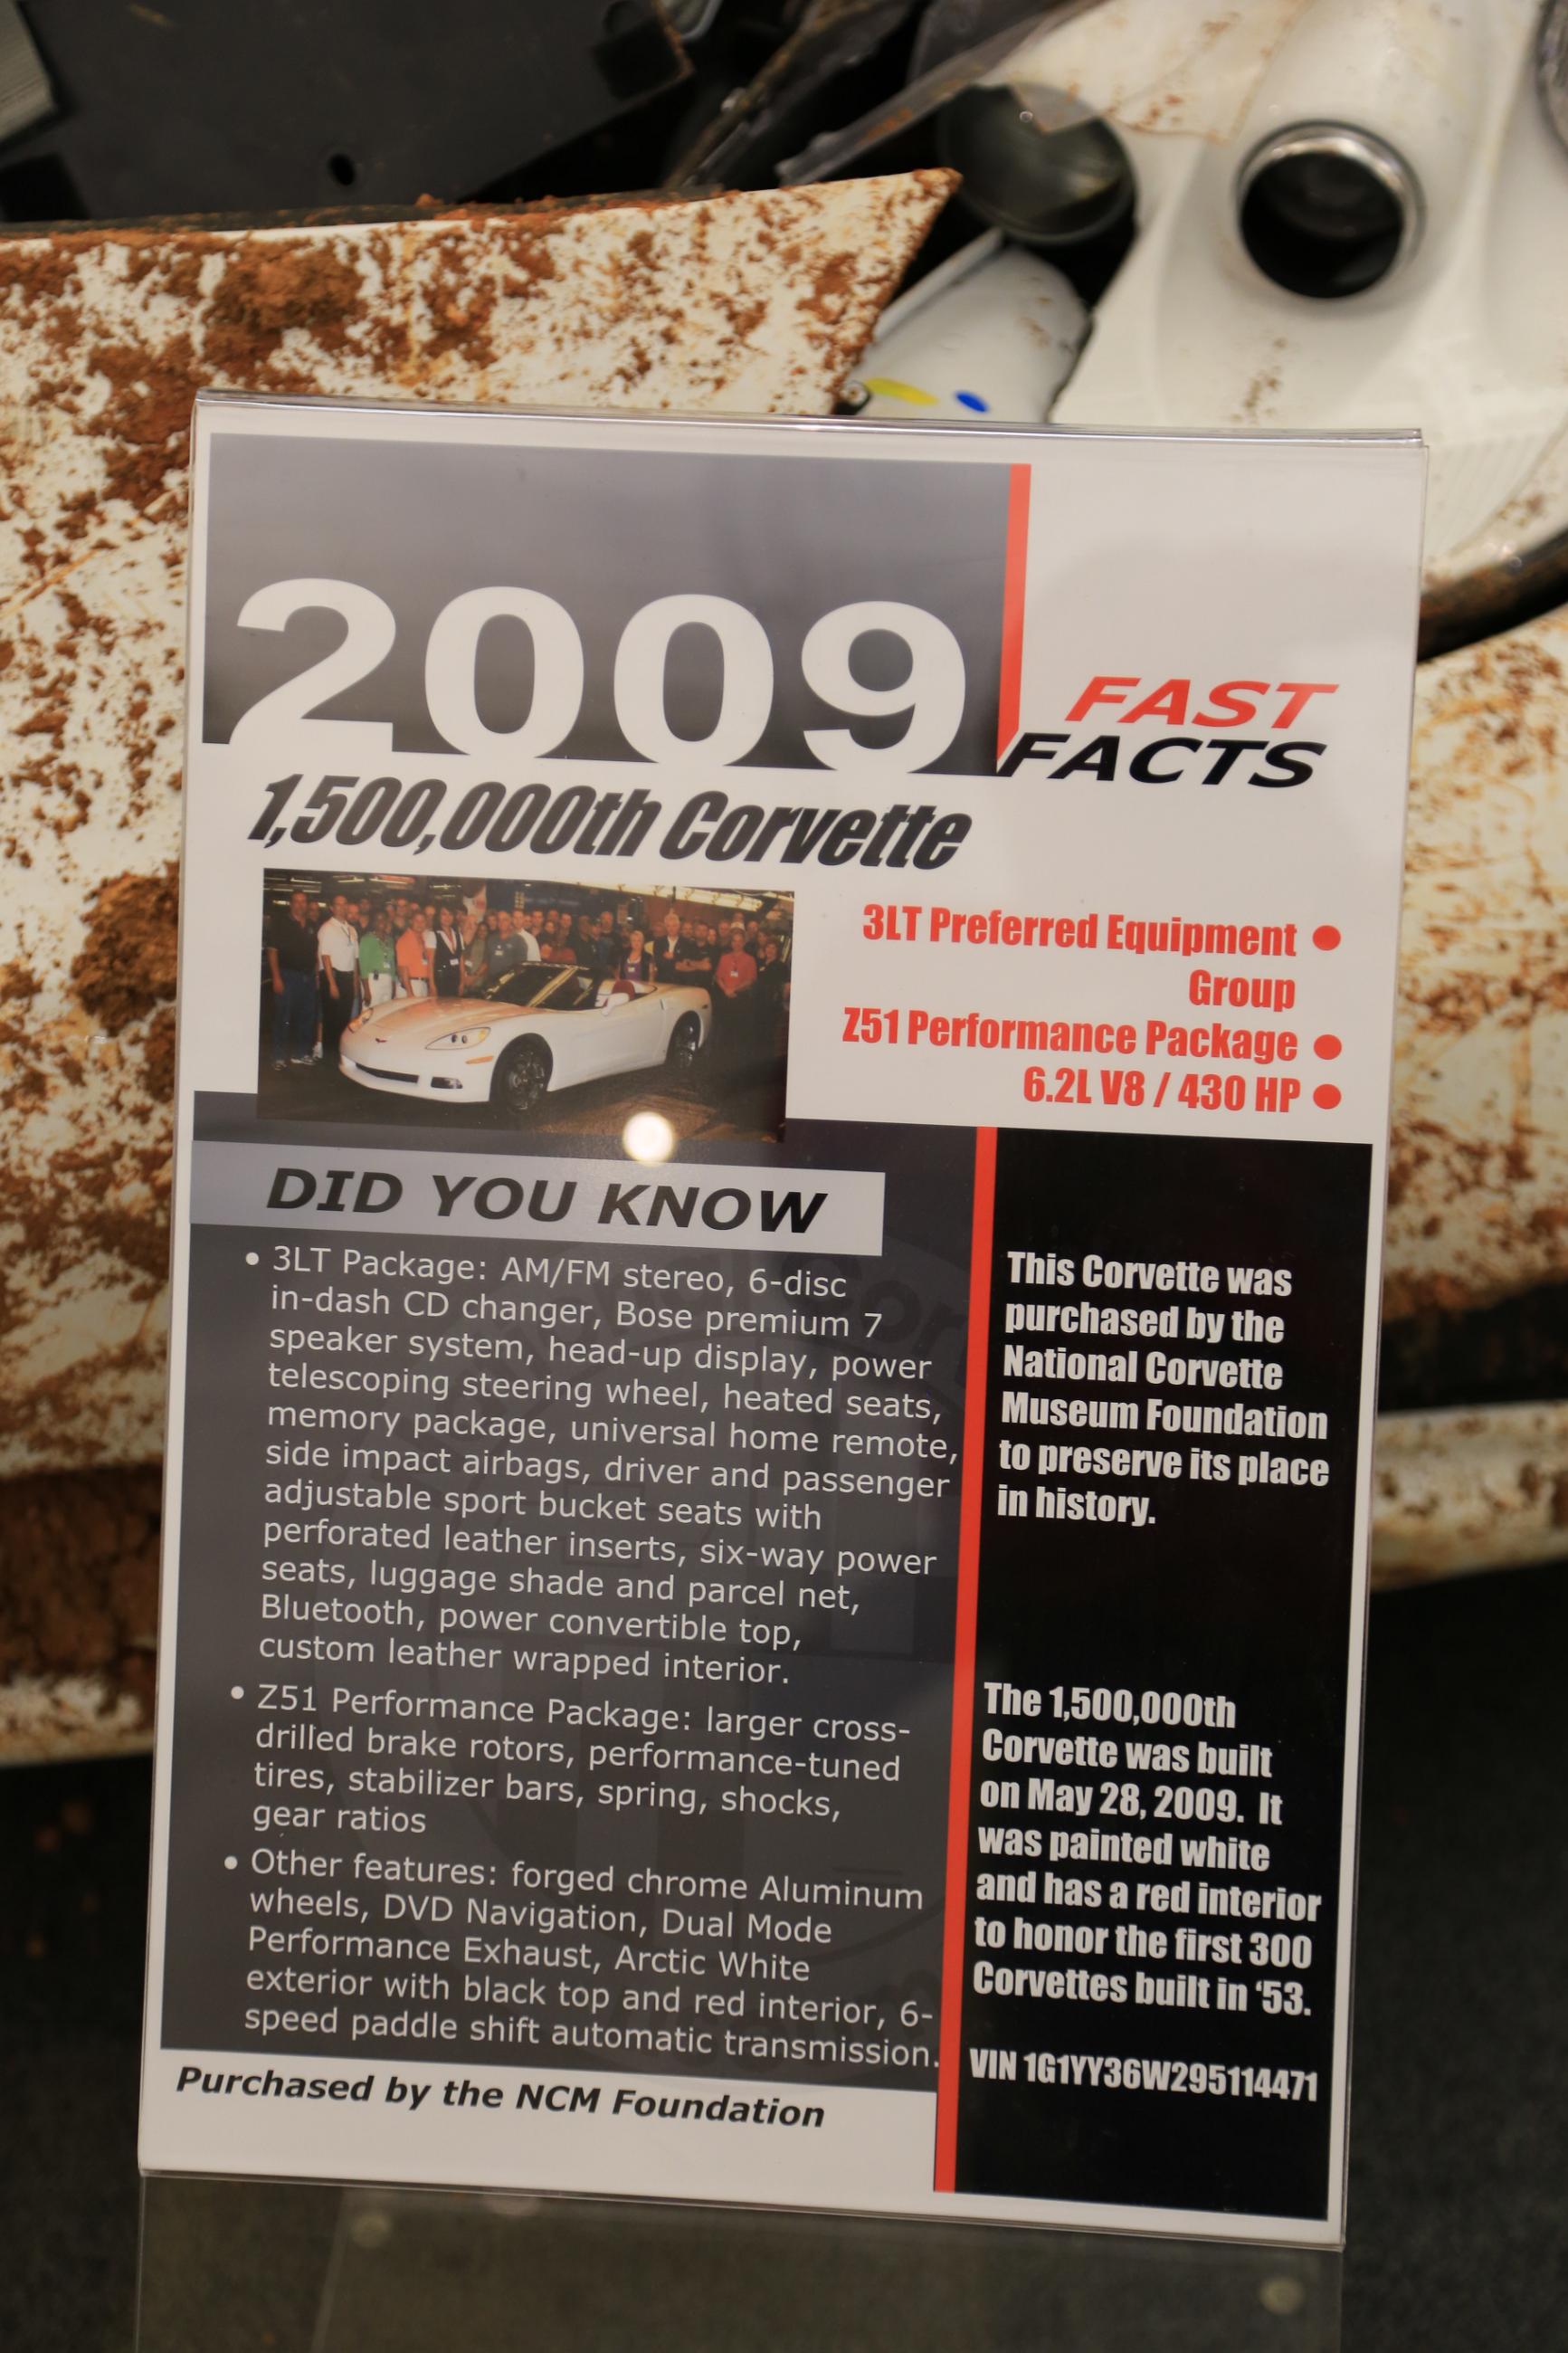 2009
FAST
FACTS
1,500,000th Corvette
3LT Preferred Equipment
Group
Z51 Performance Package
6.2L V8 / 430 HP
DID YOU KNOW
• 3LT Package: AM/FM stereo, 6-disc
in-dash CD changer, Bose premium 7
speaker system, head-up display, power
telescoping steering wheel, heated seats,
memory package, universal home remote,
side impact airbags, driver and passenger
adjustable sport bucket seats with
perforated leather inserts, six-way power
seats, luggage shade and parcel net,
Bluetooth, power convertible top,
custom leather wrapped interior.
• Z51 Performance Package: larger cross-
drilled brake rotors, performance-tuned
tires, stabilizer bars, spring, shocks,
gear ratios
• Other features: forged chrome Aluminum
wheels, DVD Navigation, Dual Mode
Performance Exhaust, Arctic White
exterior with black top and red interior, 6-
speed paddle shift automatic transmission.
Purchased by the NCM Foundation
This Corvette was
purchased by the
National Corvette
Museum Foundation
to preserve its place
in history.
The 1,500,000th
Corvette was built
on May 28, 2009. It
was painted white
and has a red interior
to honor the first 300
Corvettes built in ‘53.
VIN 1G1YY36W295114471